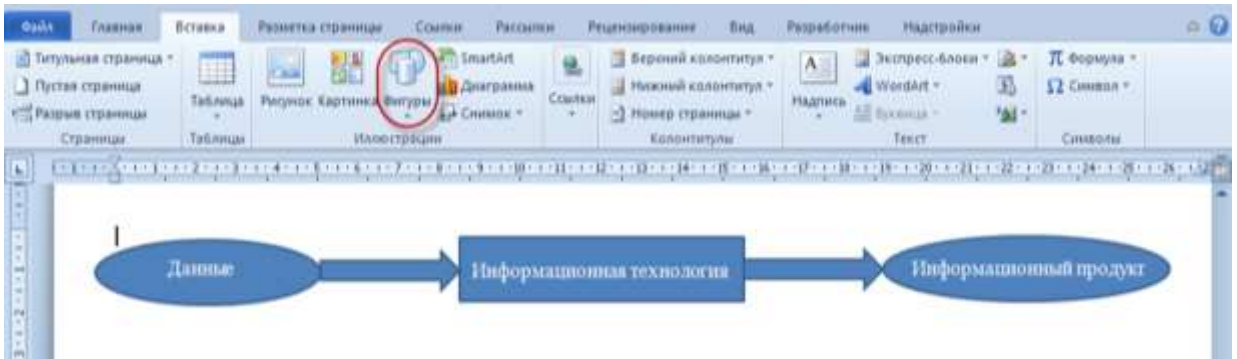 Файл Главная Вставка Разметка страницы Ссылки Рассылки Рецензирование Вид Разработчик Надстройки
Титульная страница
Пустая страница
Разрыв страницы
Страницы
Таблица
Таблицы
Рисунок Картинка Фигуры
SmartArt
Диаграмма
Снимок
Иллюстрации
Ссылки
Верхний колонтитул
Нижний колонтитул
Номер страницы
Колонтитулы
Надпись
Экспресс-блоки
WordArt
Буквица
Текст
Формула
Символ
Символы
Данные
Информационная технология
Информационный продукт